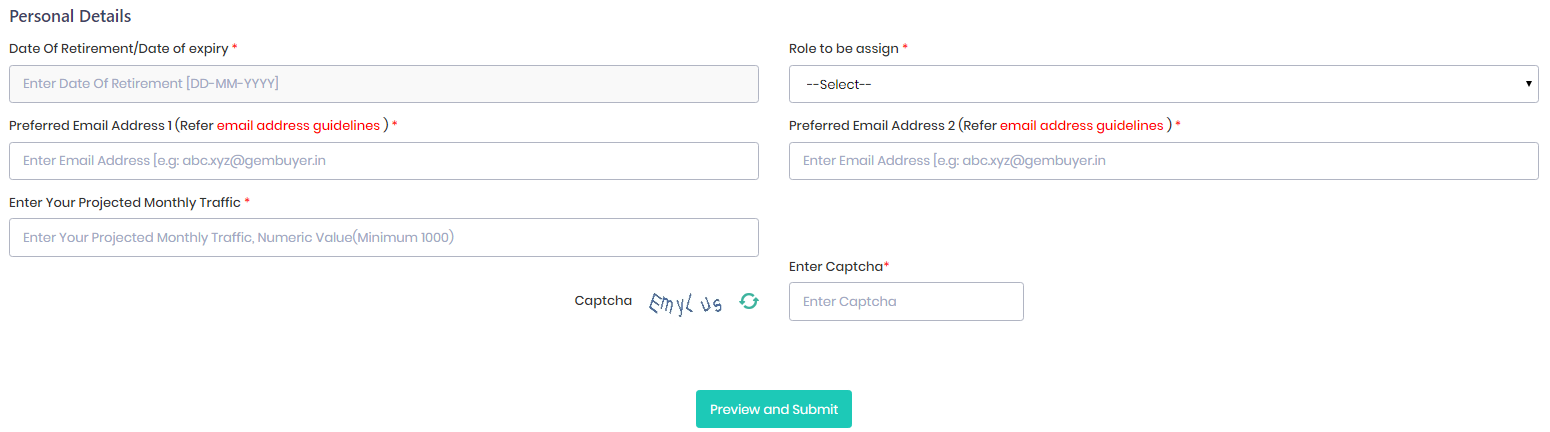 Personal Details
Date Of Retirement/Date of expiry *
Role to be assign *
Enter Date Of Retirement [DD-MM-YYYY]
--Select--
Preferred Email Address 1 (Refer email address guidelines ) *
Preferred Email Address 2 (Refer email address guidelines ) *
Enter Email Address [e.g: abc.xyz@gembuyer.in
Enter Email Address [e.g: abc.xyz@gembuyer.in
Enter Your Projected Monthly Traffic *
Enter Your Projected Monthly Traffic, Numeric Value(Minimum 1000)
Enter Captcha*
Captcha EmyLus
Enter Captcha
Preview and Submit